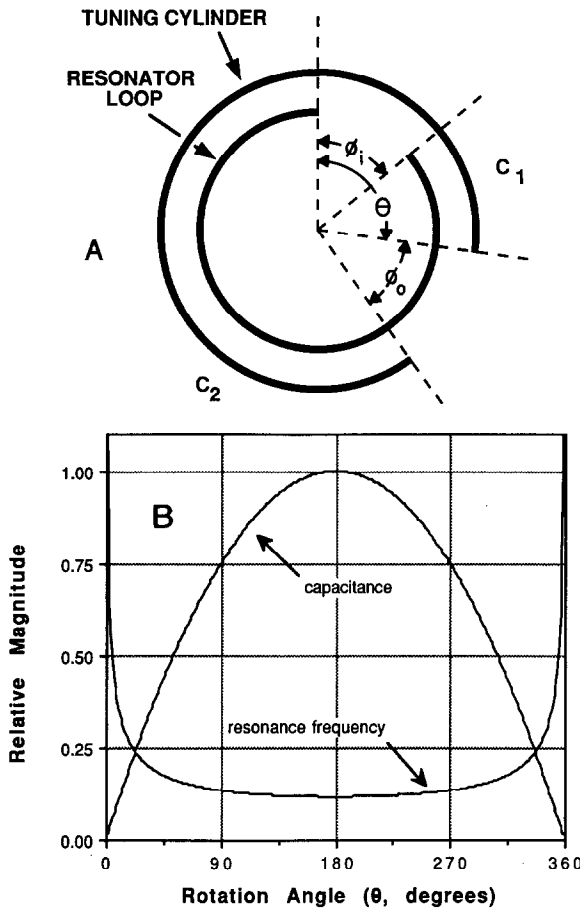 TUNING CYLINDER
RESONATOR
LOOP
ϕi
C1
Θ
A
ϕo
C2
B
1.00
0.75
0.50
0.25
0.00
capacitance
resonance frequency
Relative Magnitude
0 90 180 270 360
Rotation Angle (θ, degrees)